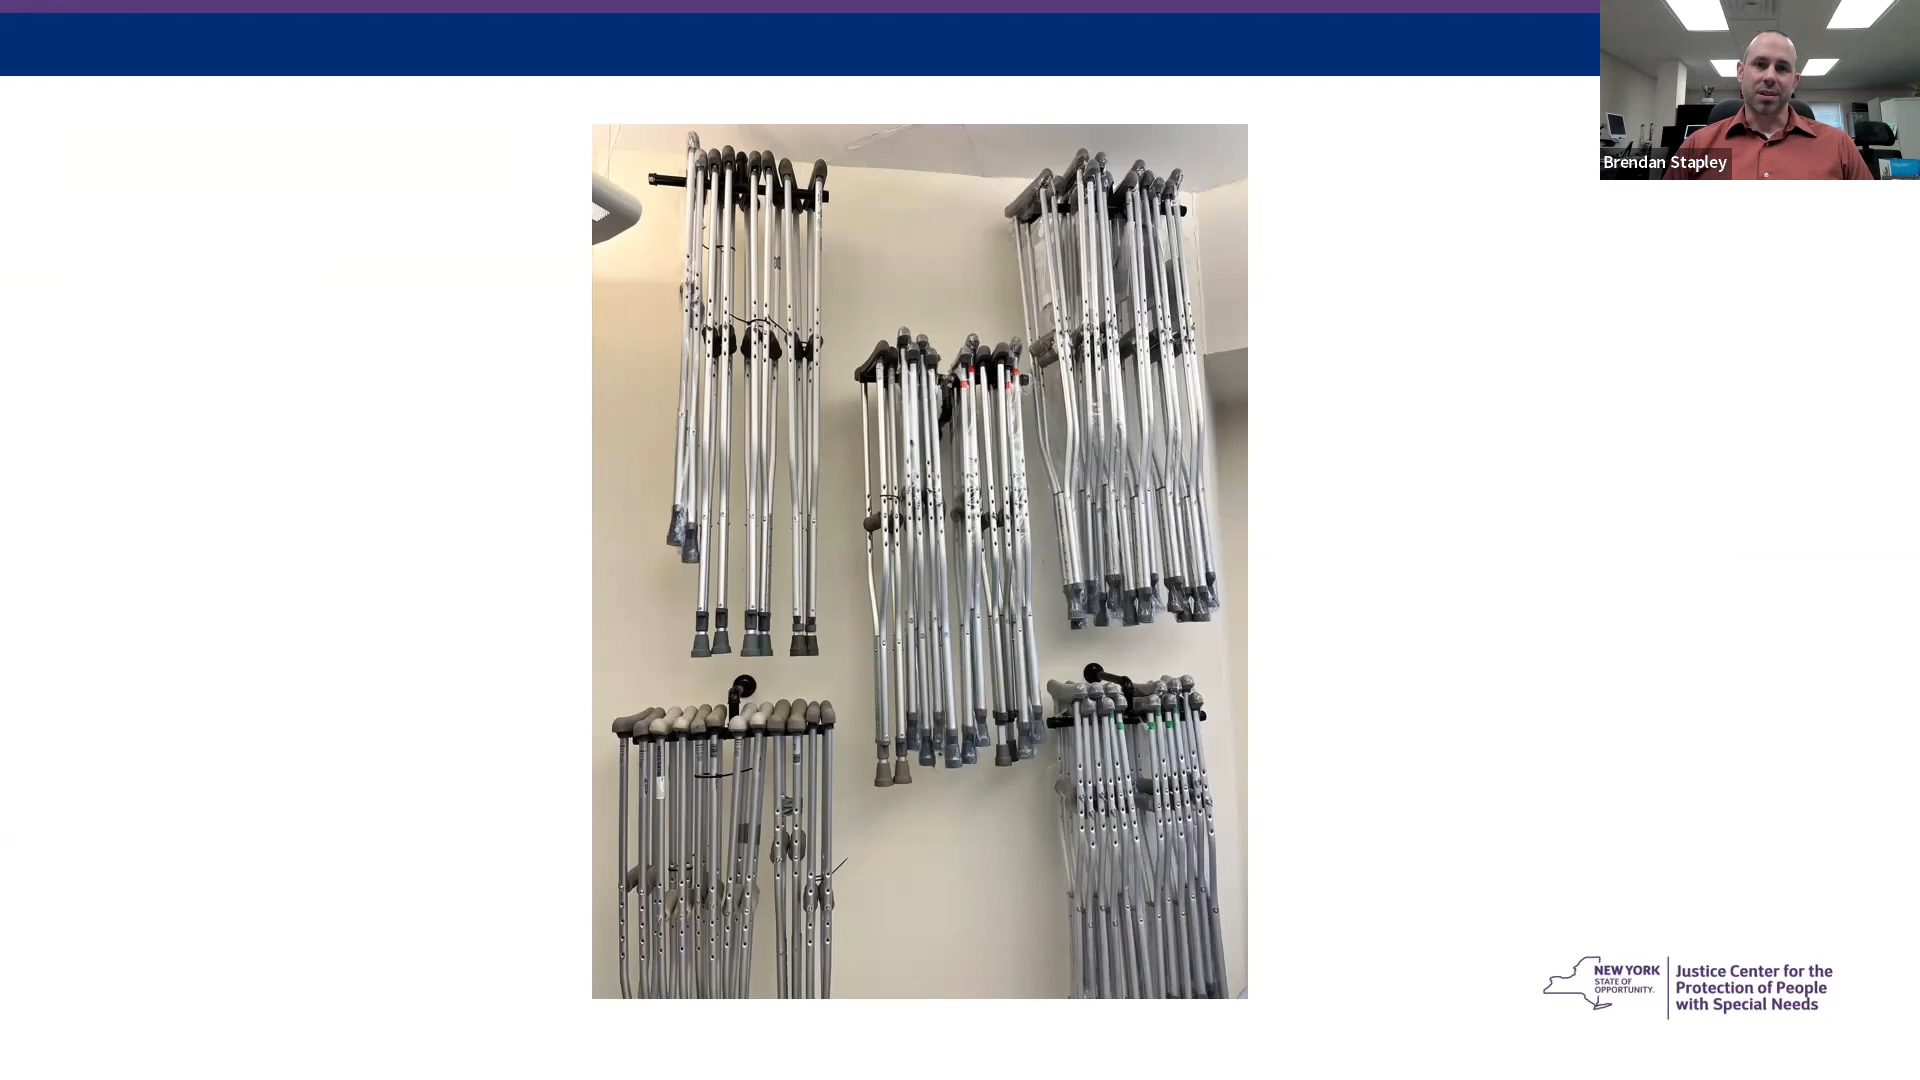 Brendan Stapley
NEW YORK
STATE OF
OPPORTUNITY.
Justice Center for the
Protection of People
with Special Needs